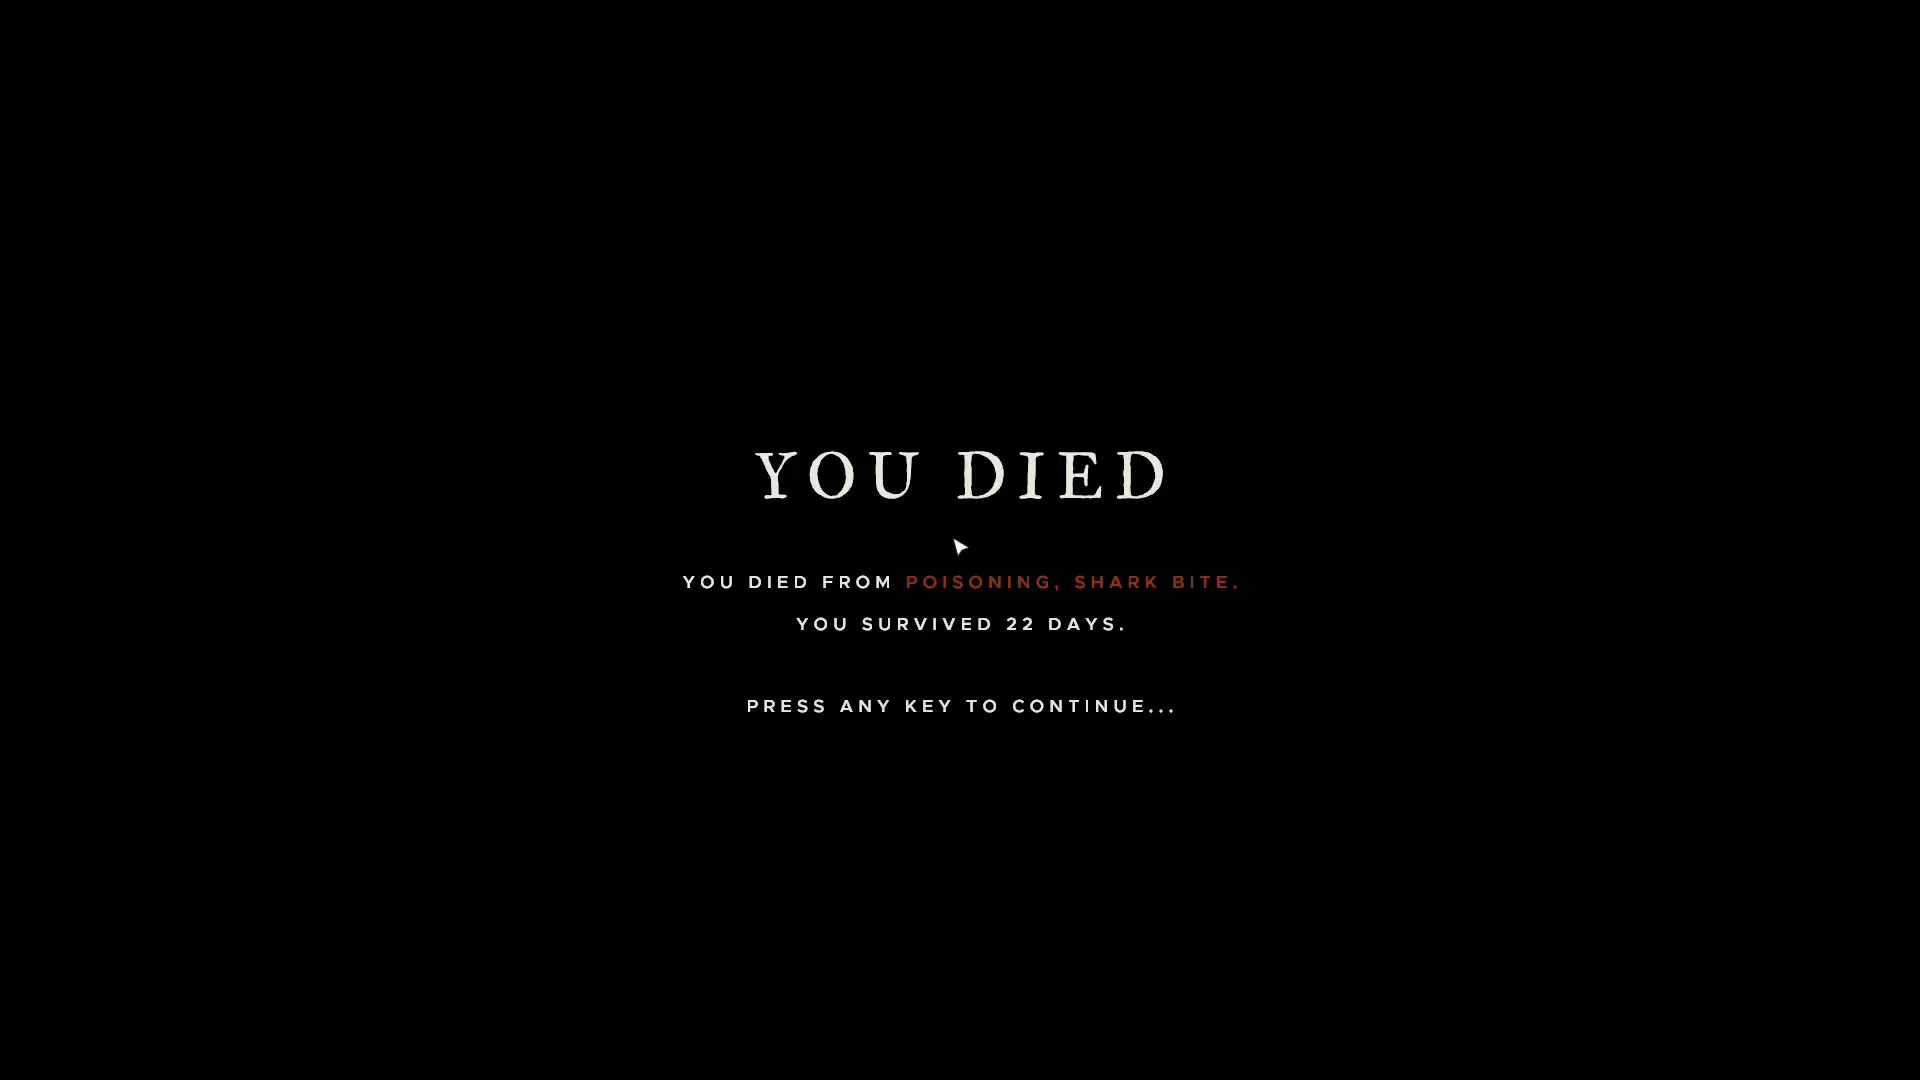 YOU DIED
YOU DIED FROM POISONING, SHARK BITE.
YOU SURVIVED 22 DAYS.
PRESS ANY KEY TO CONTINUE...